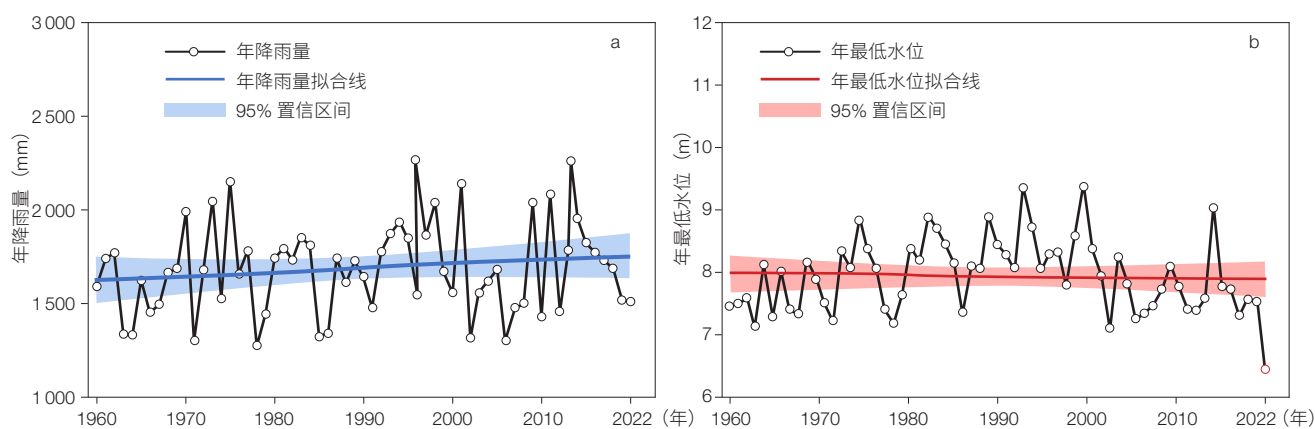 3 000
2 500
2 000
1 500
1 000
年降雨量（mm）
年降雨量
年降雨量拟合线
95% 置信区间
a
1960
1970
1980
1990
2000
2010
2022（年）
12
11
10
9
8
7
6
年最低水位（m）
年最低水位
年最低水位拟合线
95% 置信区间
b
1960
1970
1980
1990
2000
2010
2022（年）